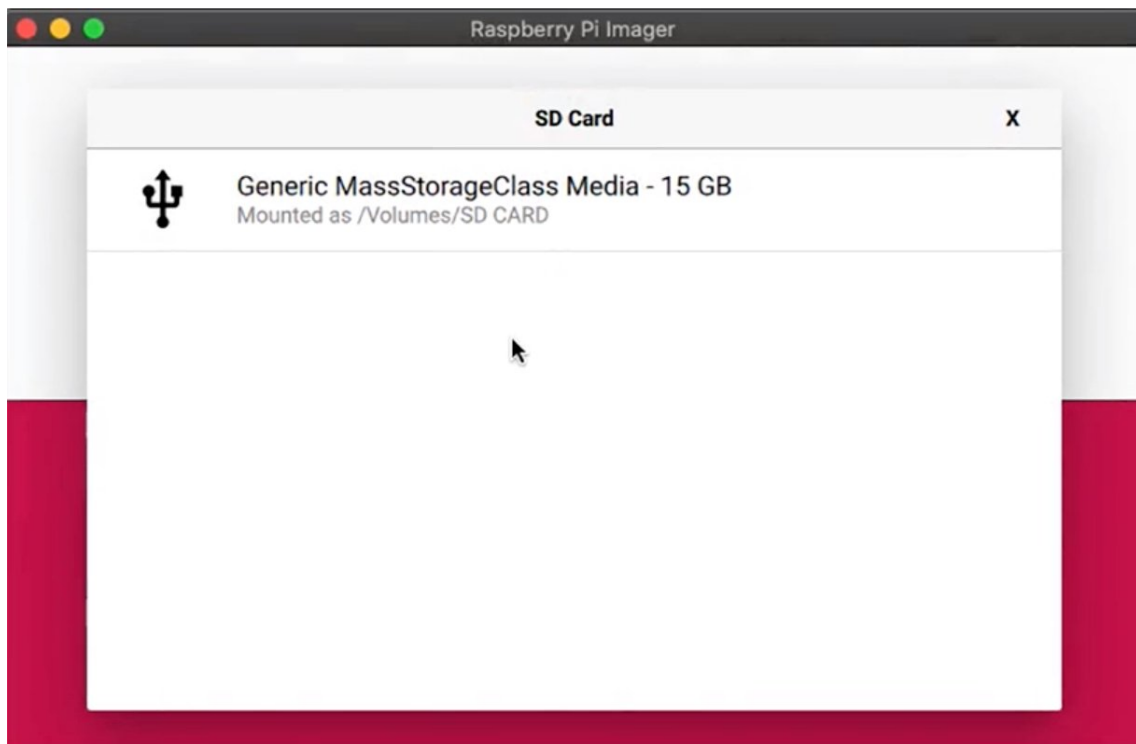 Raspberry Pi Imager
SD Card X
Generic MassStorageClass Media - 15 GB
Mounted as /Volumes/SD CARD